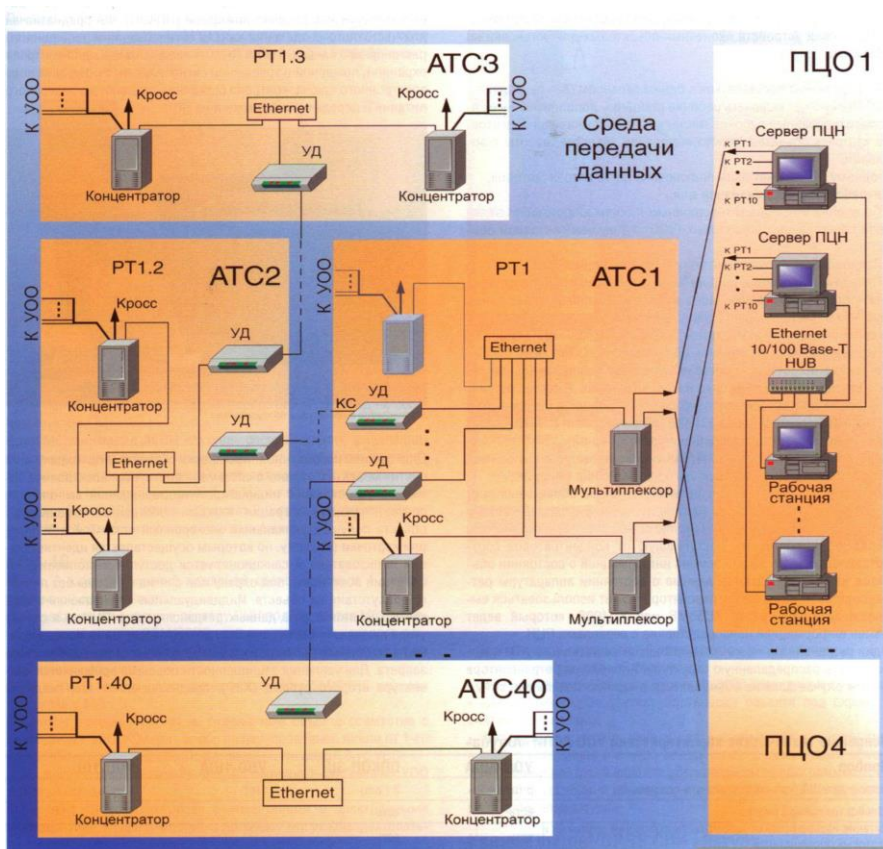 РТ1.3
АТС3
К УОО
Кросс
Ethernet
Кросс
К УОО
УД
Концентратор
Концентратор
Среда
передачи
данных
ПЦО 1
Сервер ПЦН
к РТ1
к РТ2
к РТ10
Сервер ПЦН
к РТ1
к РТ2
к РТ10
Ethernet
10/100 Base-T
HUB
Рабочая
станция
Рабочая
станция
РТ1.2
АТС2
К УОО
Кросс
УД
Концентратор
УД
Ethernet
К УОО
Кросс
Концентратор
РТ1
АТС1
К УОО
Ethernet
КС
УД
УД
Мультиплексор
К УОО
Кросс
Концентратор
Мультиплексор
РТ1.40
АТС40
УД
К УОО
Кросс
Кросс
К УОО
Ethernet
Концентратор
Концентратор
ПЦО4